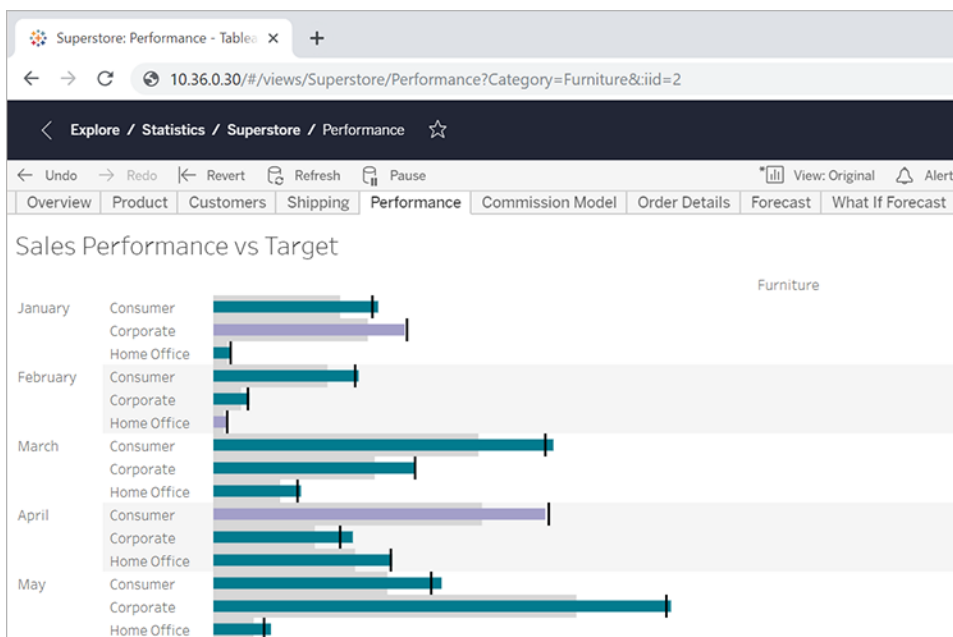 Superstore: Performance - Tablea
10.36.0.30/#/views/Superstore/Performance?Category=Furniture&:iid=2
Explore / Statistics / Superstore / Performance
Undo Redo Revert Refresh Pause View: Original Alert
Overview Product Customers Shipping Performance Commission Model Order Details Forecast What If Forecast
Sales Performance vs Target
Furniture
January Consumer
Corporate
Home Office
February Consumer
Corporate
Home Office
March Consumer
Corporate
Home Office
April Consumer
Corporate
Home Office
May Consumer
Corporate
Home Office